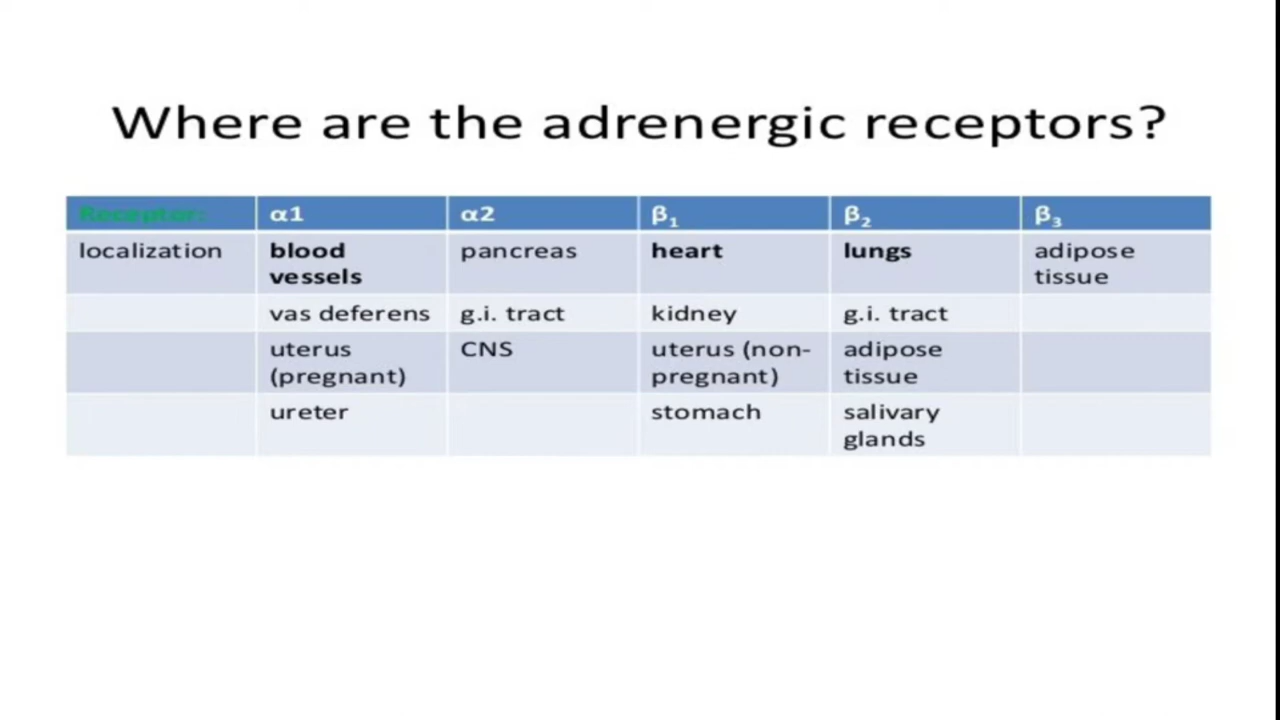 Where are the adrenergic receptors?
Receptor: α1 α2 β₁ β₂ β₃
localization blood vessels pancreas heart lungs adipose tissue
vas deferens g.i. tract kidney g.i. tract
uterus (pregnant) CNS uterus (non-pregnant) adipose tissue
ureter stomach salivary glands